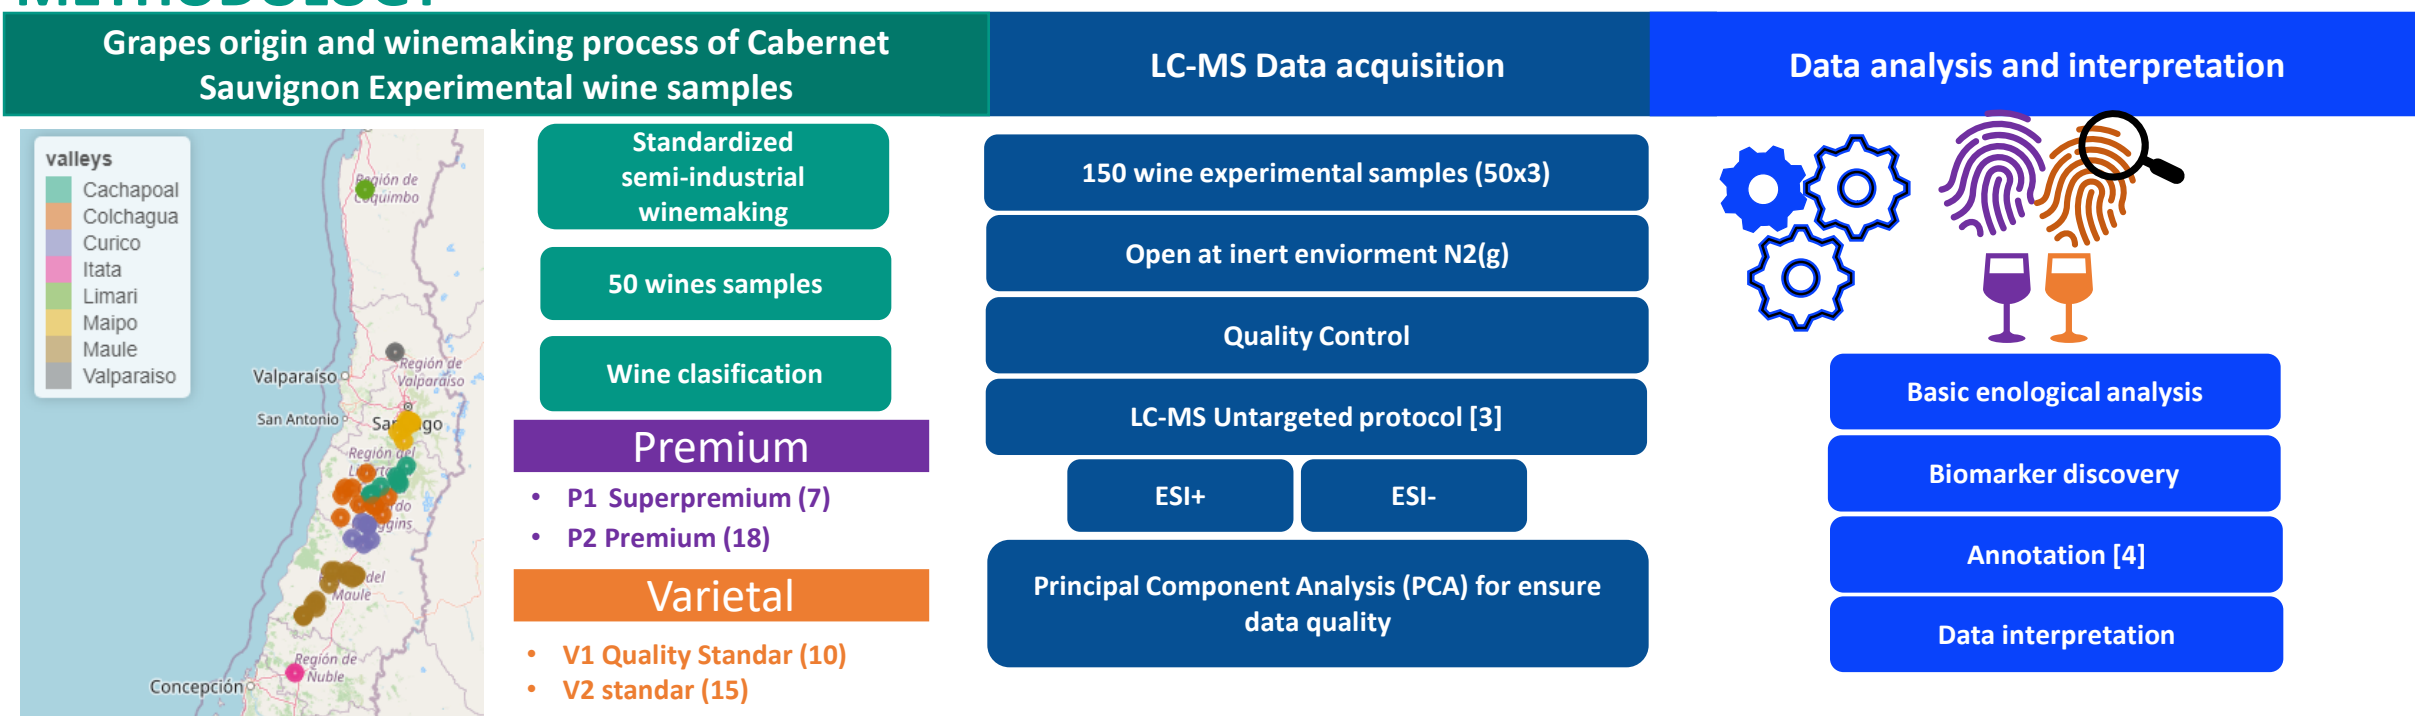 METHODOLOGY
Grapes origin and winemaking process of Cabernet
Sauvignon Experimental wine samples
LC-MS Data acquisition
Data analysis and interpretation
valleys
Cachapoal
Colchagua
Curico
Itata
Limari
Maipo
Maule
Valparaiso
Región de
Coquimbo
Región de
Valparaíso
Valparaíso
San Antonio
Región del
Maule
Región de
Ñuble
Concepción
Standardized
semi-industrial
winemaking
50 wines samples
Wine clasification
Premium
• P1 Superpremium (7)
• P2 Premium (18)
Varietal
• V1 Quality Standar (10)
• V2 standar (15)
150 wine experimental samples (50x3)
Open at inert enviorment N2(g)
Quality Control
LC-MS Untargeted protocol [3]
ESI+
ESI-
Principal Component Analysis (PCA) for ensure
data quality
Basic enological analysis
Biomarker discovery
Annotation [4]
Data interpretation